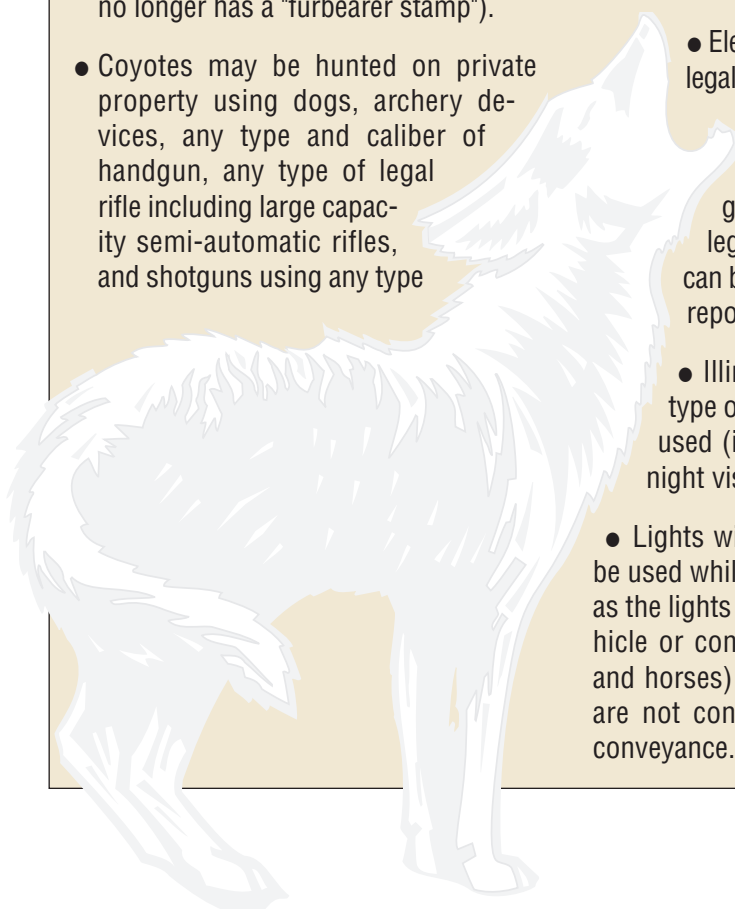 no longer has a "furbearer stamp").
● Coyotes may be hunted on private
property using dogs, archery de-
vices, any type and caliber of
handgun, any type of legal
rifle including large capac-
ity semi-automatic rifles,
and shotguns using any type
● Ele
legal
g
leg
can b
repo
● Illi
type o
used (i
night vis
● Lights wi
be used whil
as the lights
hicle or con
and horses)
are not con
conveyance.